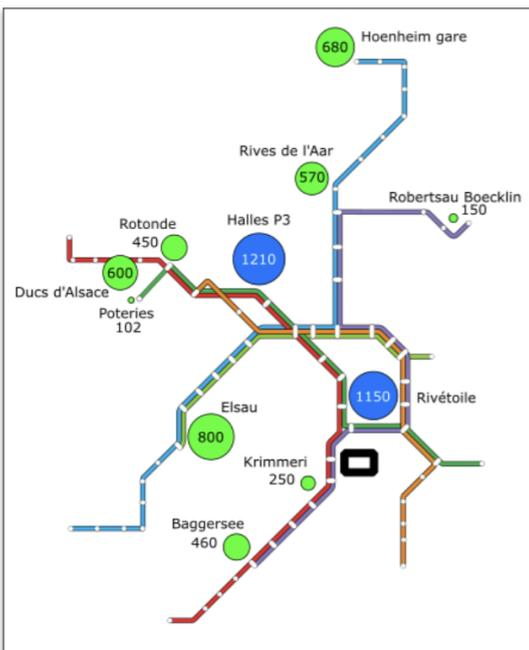 680
Hoenheim gare
Rives de l'Aar
570
Robertsau Boecklin
150
Rotonde
450
Halles P3
1210
600
Ducs d'Alsace
Poteries
102
1150
Rivétoile
Elsau
800
Krimmeri
250
Baggersee
460